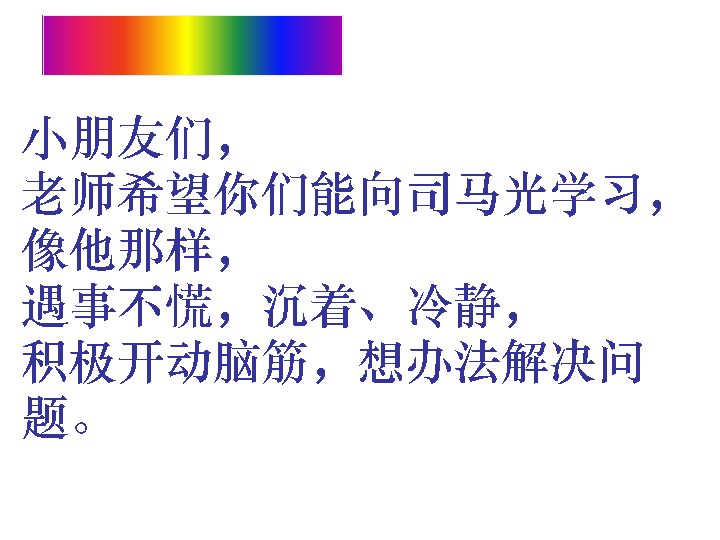 小朋友们，
老师希望你们能向司马光学习，
像他那样，
遇事不慌，沉着、冷静，
积极开动脑筋，想办法解决问
题。